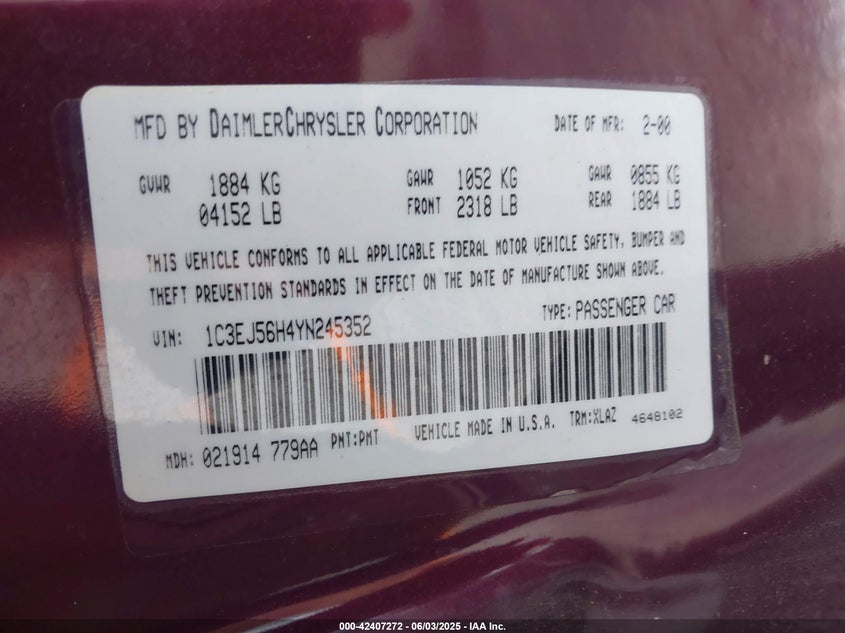 MFD BY DAIMLERCHRYSLER CORPORATION DATE OF MFR: 2-00
GVWR 1884 KG GAWR 1052 KG GAWR 0855 KG
04152 LB FRONT 2318 LB REAR 1884 LB
THIS VEHICLE CONFORMS TO ALL APPLICABLE FEDERAL MOTOR VEHICLE SAFETY, BUMPER AND
THEFT PREVENTION STANDARDS IN EFFECT ON THE DATE OF MANUFACTURE SHOWN ABOVE.
VIN: 1C3EJ56H4YN245352 TYPE: PASSENGER CAR
MDH: 021914 779AA PNT:PMT VEHICLE MADE IN U.S.A. TRM:XLAZ 4648102
000-42407272 - 06/03/2025 - IAA Inc.